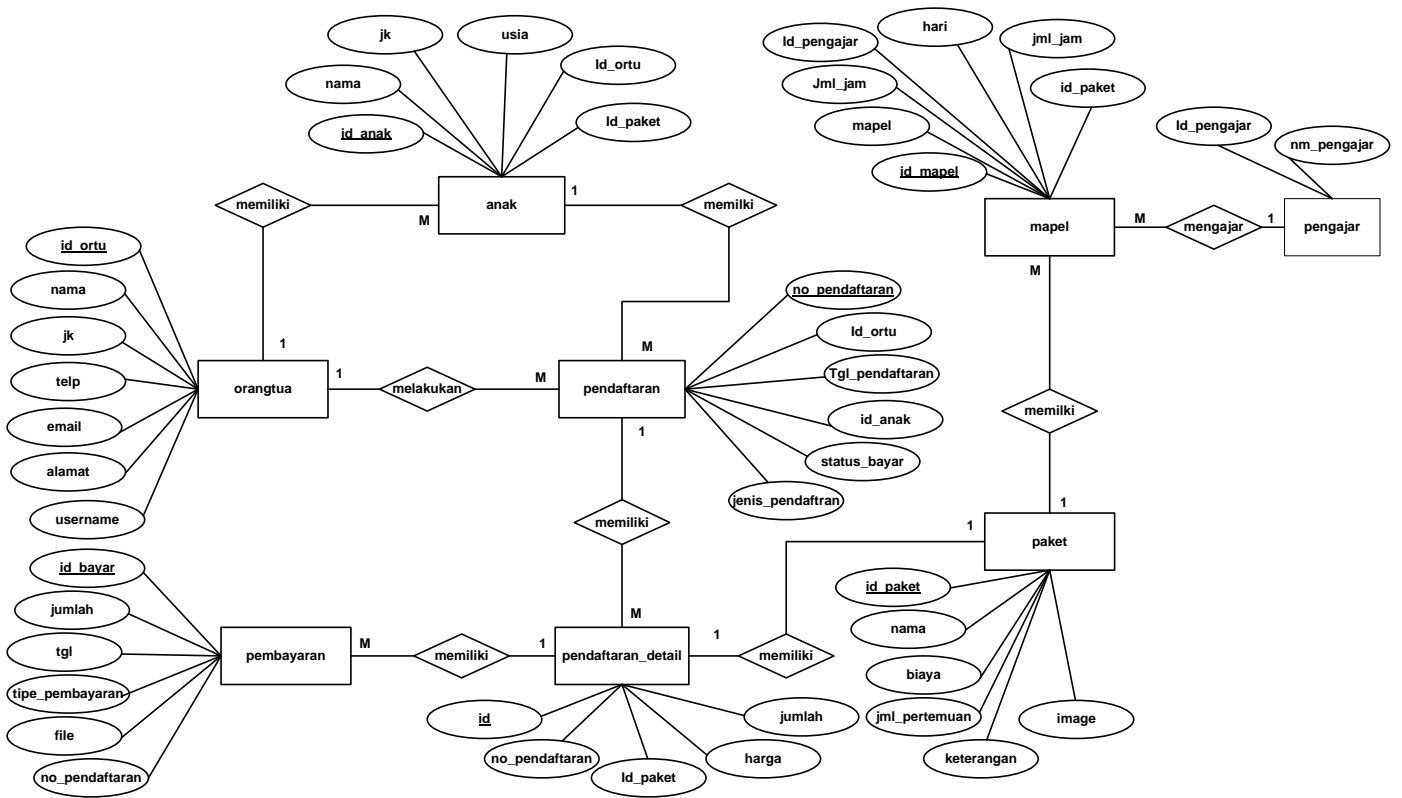 jk
usia
nama
Id_ortu
id_anak
Id_paket
anak
memiliki
M
1
memilki
Id_pengajar
hari
jml_jam
Jml_jam
id_paket
mapel
id_mapel
Id_pengajar
nm_pengajar
mapel
M
mengajar
1
pengajar
M
memilki
1
id_ortu
nama
jk
telp
email
alamat
username
1
orangtua
1
melakukan
M
M
pendaftaran
1
no_pendaftaran
Id_ortu
Tgl_pendaftaran
id_anak
status_bayar
jenis_pendaftran
memiliki
M
1
paket
id_paket
nama
biaya
jml_pertemuan
keterangan
image
id_bayar
jumlah
tgl
tipe_pembayaran
file
no_pendaftaran
pembayaran
M
memiliki
1
pendaftaran_detail
1
memiliki
id
no_pendaftaran
Id_paket
harga
jumlah